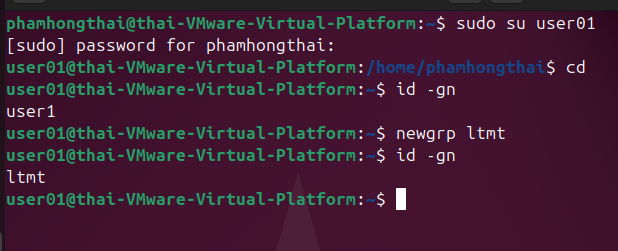 phamhongthai@thai-VMware-Virtual-Platform:~$ sudo su user01
[sudo] password for phamhongthai:
user01@thai-VMware-Virtual-Platform:/home/phamhongthai$ cd
user01@thai-VMware-Virtual-Platform:~$ id -gn
user1
user01@thai-VMware-Virtual-Platform:~$ newgrp ltmt
user01@thai-VMware-Virtual-Platform:~$ id -gn
ltmt
user01@thai-VMware-Virtual-Platform:~$